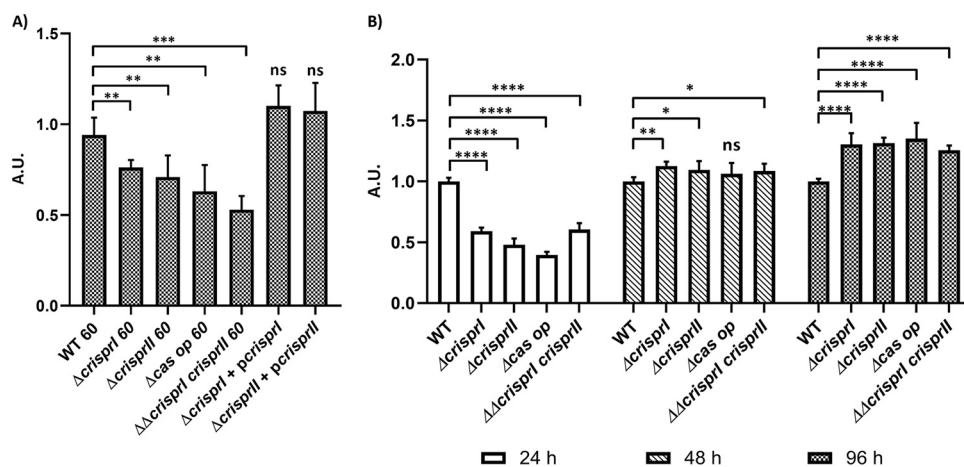 A)
A.U.
1.5
1.0
0.5
0.0
***
**
**
**
ns
ns
WT 60
ΔcrisprI 60
ΔcrisprII 60
Δcas op 60
ΔΔcrisprI crisprII 60
ΔcrisprI + pcrisprI
ΔcrisprII + pcrisprII
B)
A.U.
2.0
1.5
1.0
0.5
0.0
****
****
****
****
*
*
**
ns
****
****
****
****
WT
ΔcrisprI
ΔcrisprII
Δcas op
ΔΔcrisprI crisprII
WT
ΔcrisprI
ΔcrisprII
Δcas op
ΔΔcrisprI crisprII
WT
ΔcrisprI
ΔcrisprII
Δcas op
ΔΔcrisprI crisprII
24 h
48 h
96 h